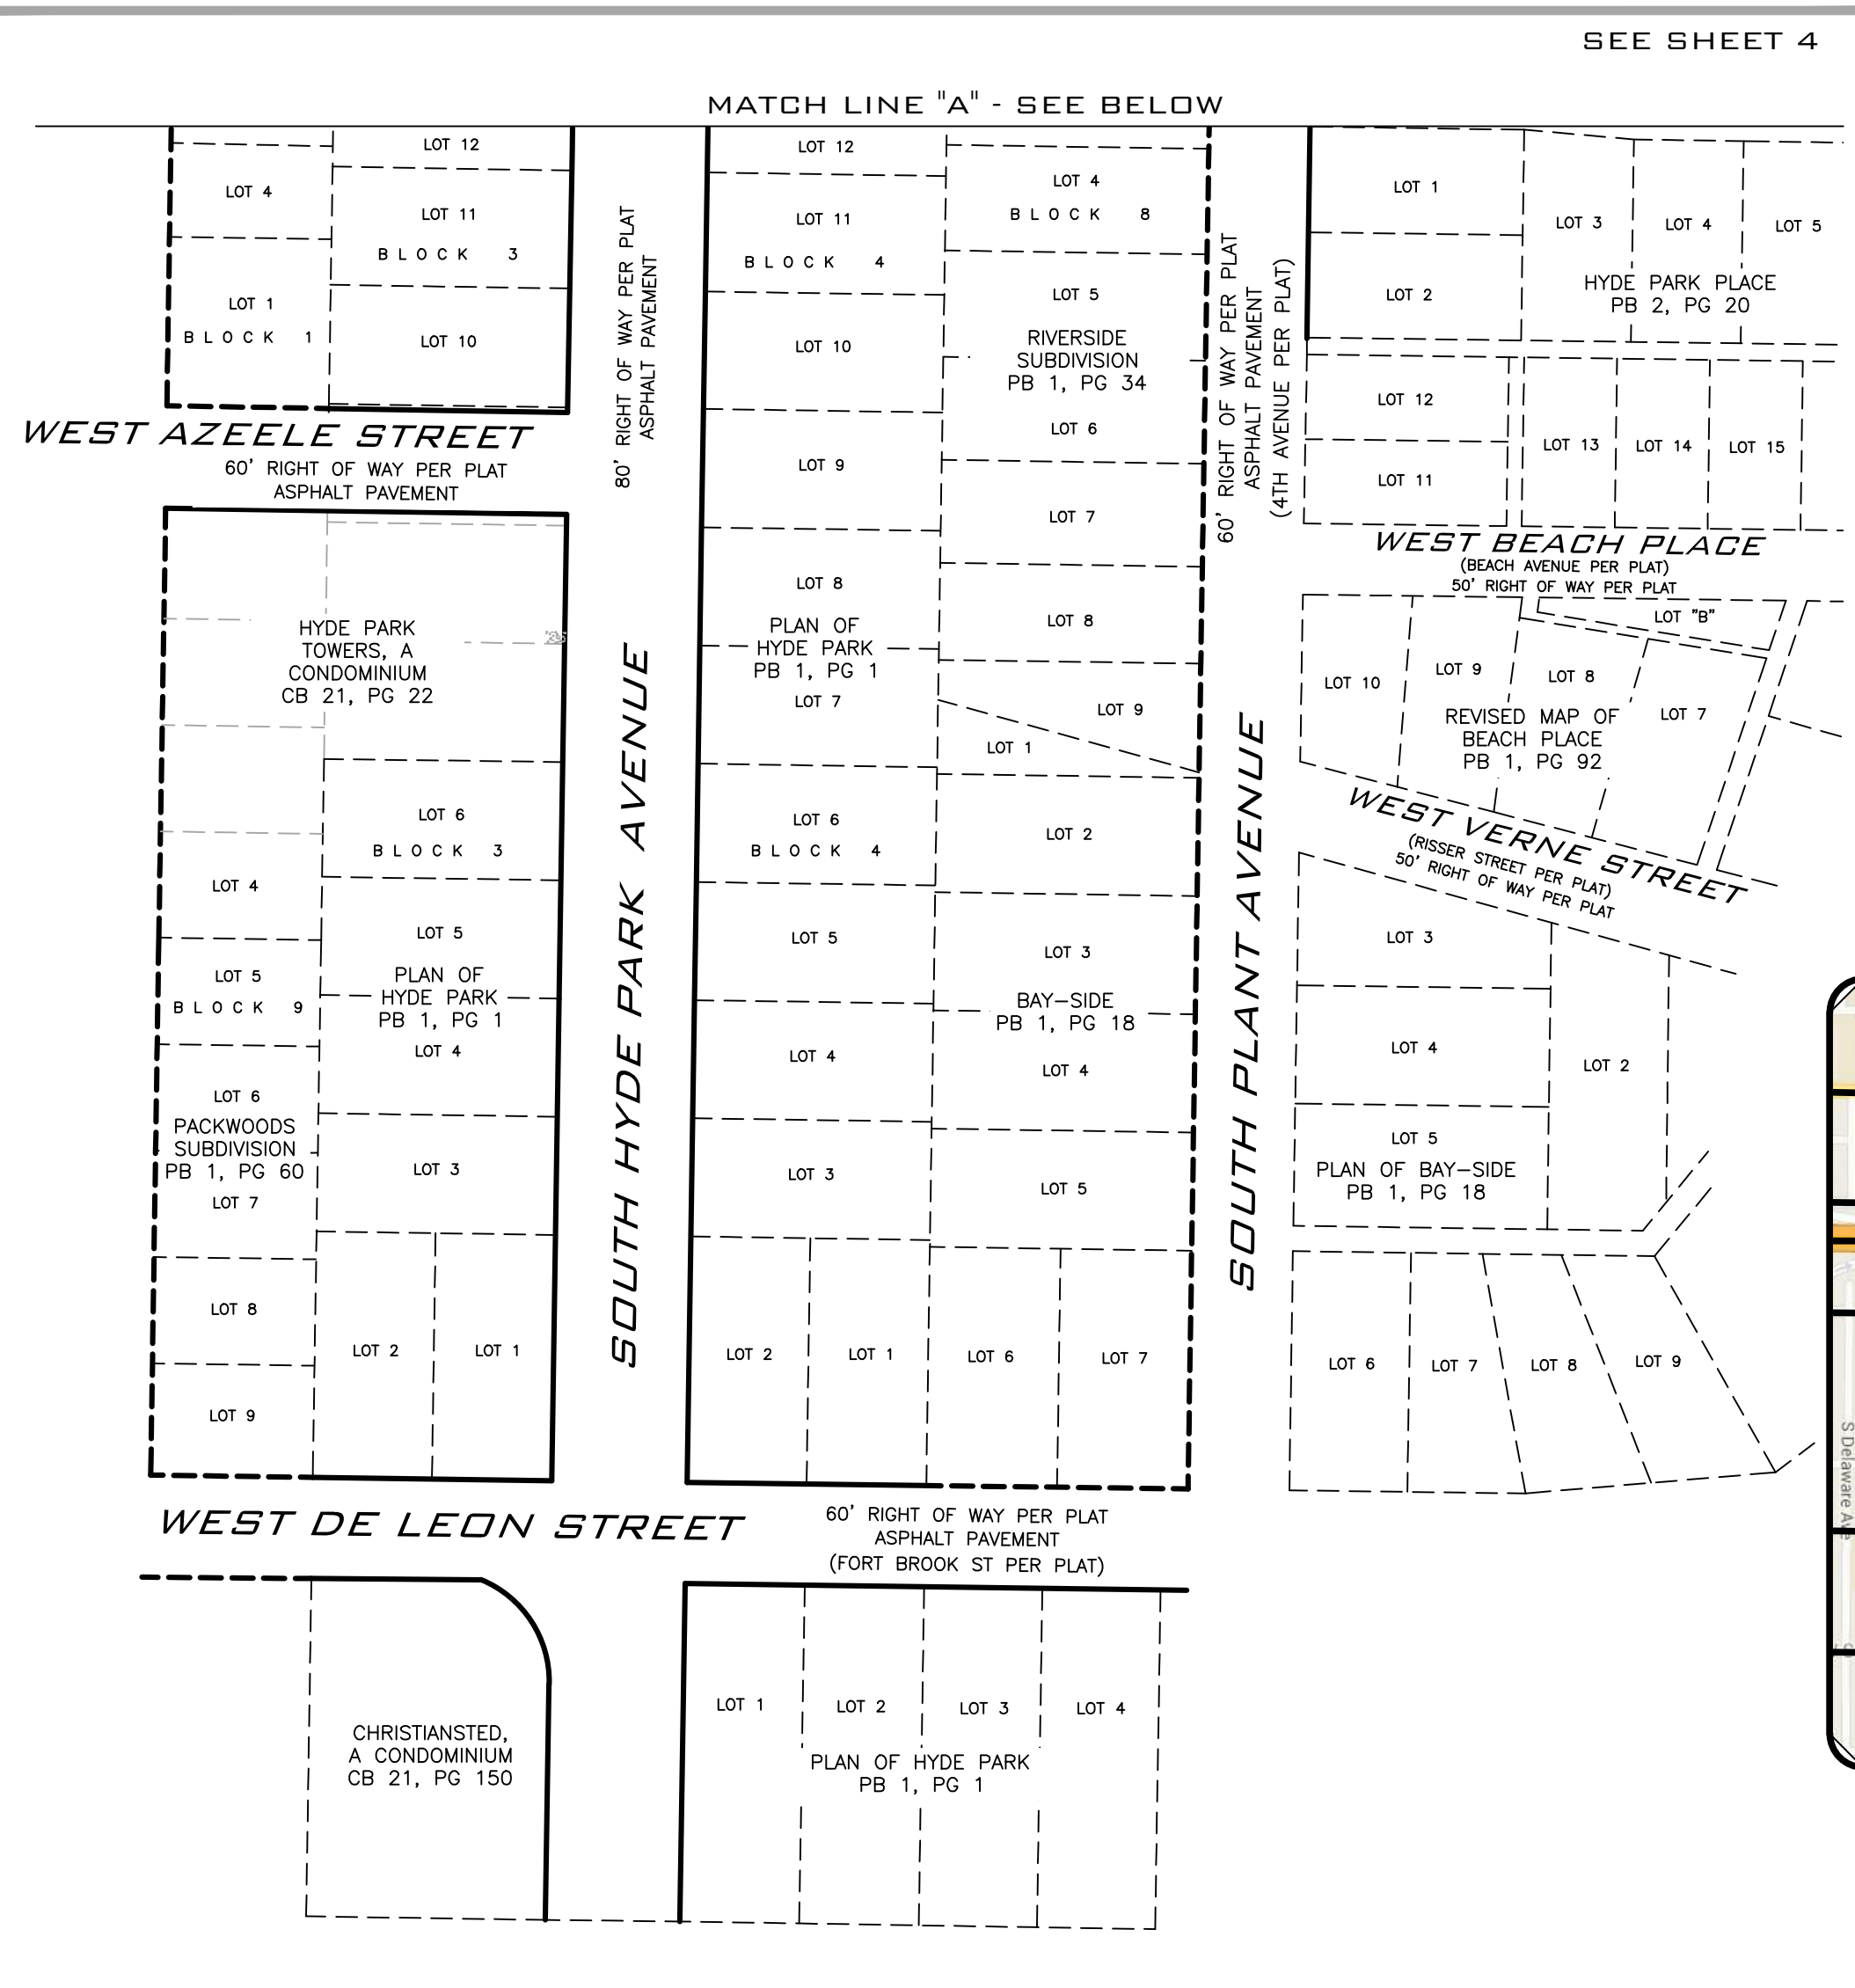 SEE SHEET 4
MATCH LINE "A" - SEE BELOW
LOT 4
LOT 1
BLOCK 1
LOT 12
LOT 11
BLOCK 3
LOT 10
WEST AZEELE STREET
60' RIGHT OF WAY PER PLAT
ASPHALT PAVEMENT
80' RIGHT OF WAY PER PLAT
ASPHALT PAVEMENT
SOUTH HYDE PARK AVENUE
HYDE PARK
TOWERS, A
CONDOMINIUM
CB 21, PG 22
LOT 4
LOT 5
BLOCK 9
LOT 6
PACKWOODS
SUBDIVISION
PB 1, PG 60
LOT 7
LOT 8
LOT 9
LOT 6
BLOCK 3
LOT 5
PLAN OF
HYDE PARK
PB 1, PG 1
LOT 4
LOT 3
LOT 2
LOT 1
LOT 12
LOT 11
BLOCK 4
LOT 10
LOT 9
LOT 8
PLAN OF
HYDE PARK
PB 1, PG 1
LOT 7
LOT 6
BLOCK 4
LOT 5
LOT 4
LOT 3
LOT 2
LOT 1
LOT 4
BLOCK 8
LOT 5
RIVERSIDE
SUBDIVISION
PB 1, PG 34
LOT 6
LOT 7
LOT 8
LOT 9
LOT 1
LOT 2
LOT 3
BAY-SIDE
PB 1, PG 18
LOT 4
LOT 5
LOT 6
LOT 7
60' RIGHT OF WAY PER PLAT
ASPHALT PAVEMENT
(4TH AVENUE PER PLAT)
SOUTH PLANT AVENUE
LOT 1
LOT 2
LOT 3
LOT 4
LOT 5
HYDE PARK PLACE
PB 2, PG 20
LOT 12
LOT 11
LOT 13
LOT 14
LOT 15
WEST BEACH PLACE
(BEACH AVENUE PER PLAT)
50' RIGHT OF WAY PER PLAT
LOT "B"
LOT 10
LOT 9
LOT 8
LOT 7
REVISED MAP OF
BEACH PLACE
PB 1, PG 92
WEST VERNE STREET
(RISSER STREET PER PLAT)
50' RIGHT OF WAY PER PLAT
LOT 3
LOT 4
LOT 2
LOT 5
PLAN OF BAY-SIDE
PB 1, PG 18
LOT 6
LOT 7
LOT 8
LOT 9
S Delaware Ave
WEST DE LEON STREET
60' RIGHT OF WAY PER PLAT
ASPHALT PAVEMENT
(FORT BROOK ST PER PLAT)
CHRISTIANSTED,
A CONDOMINIUM
CB 21, PG 150
LOT 1
LOT 2
LOT 3
LOT 4
PLAN OF HYDE PARK
PB 1, PG 1